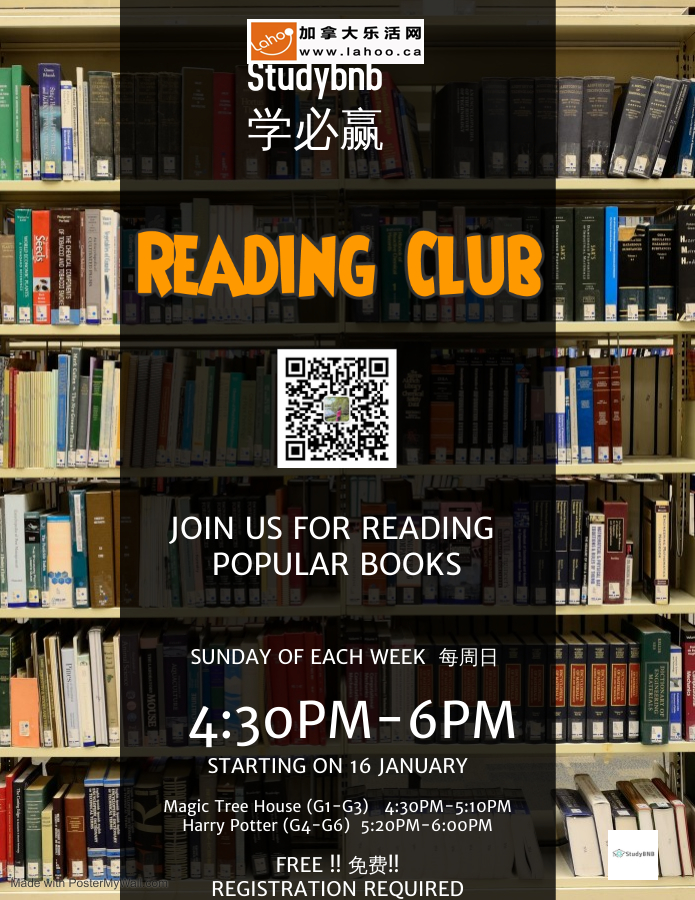 Lahoo 加拿大乐活网
www.lahoo.ca
Studybnb
学必赢
READING CLUB
JOIN US FOR READING
POPULAR BOOKS
SUNDAY OF EACH WEEK 每周日
4:30PM-6PM
STARTING ON 16 JANUARY
Magic Tree House (G1-G3) 4:30PM-5:10PM
Harry Potter (G4-G6) 5:20PM-6:00PM
FREE !! 免费!!
REGISTRATION REQUIRED
StudyBNB
Made with PosterMyWall.com